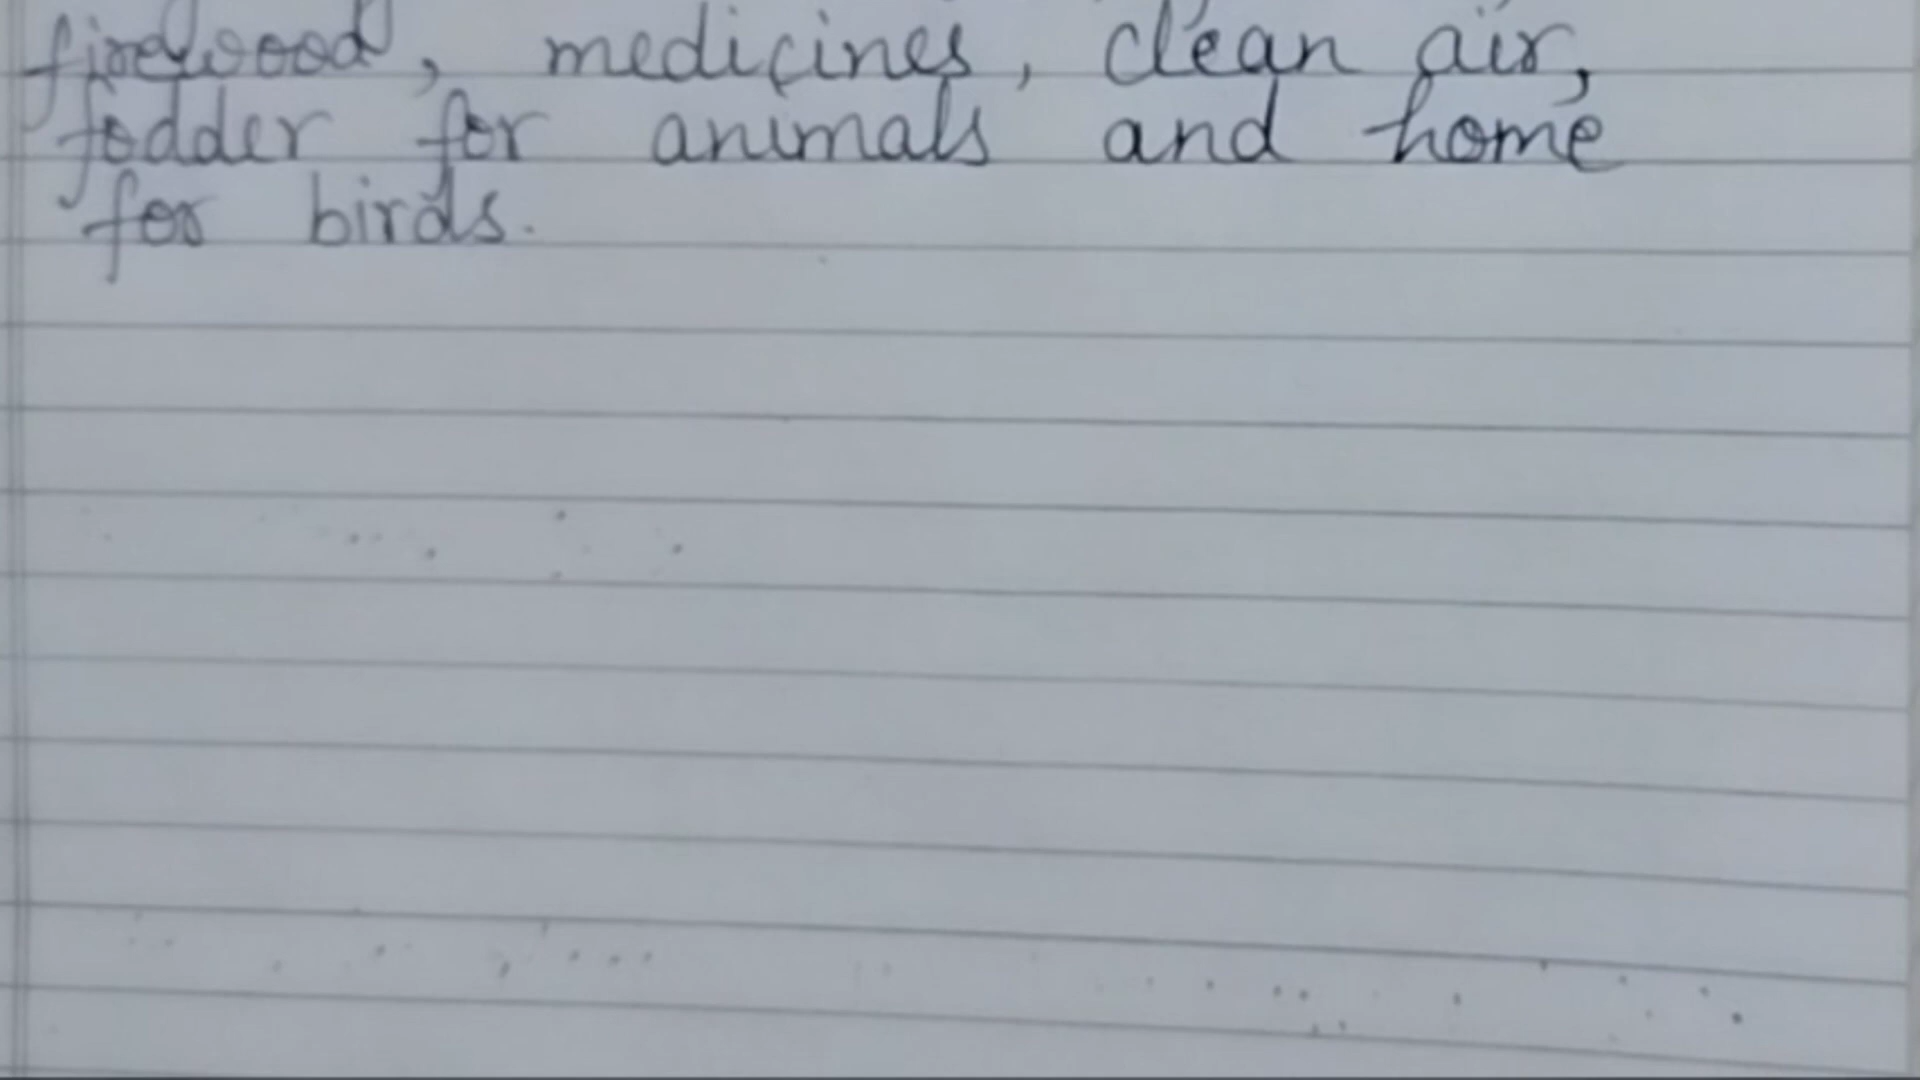 firewood, medicines, clean air,
fodder for animals and home
for birds.